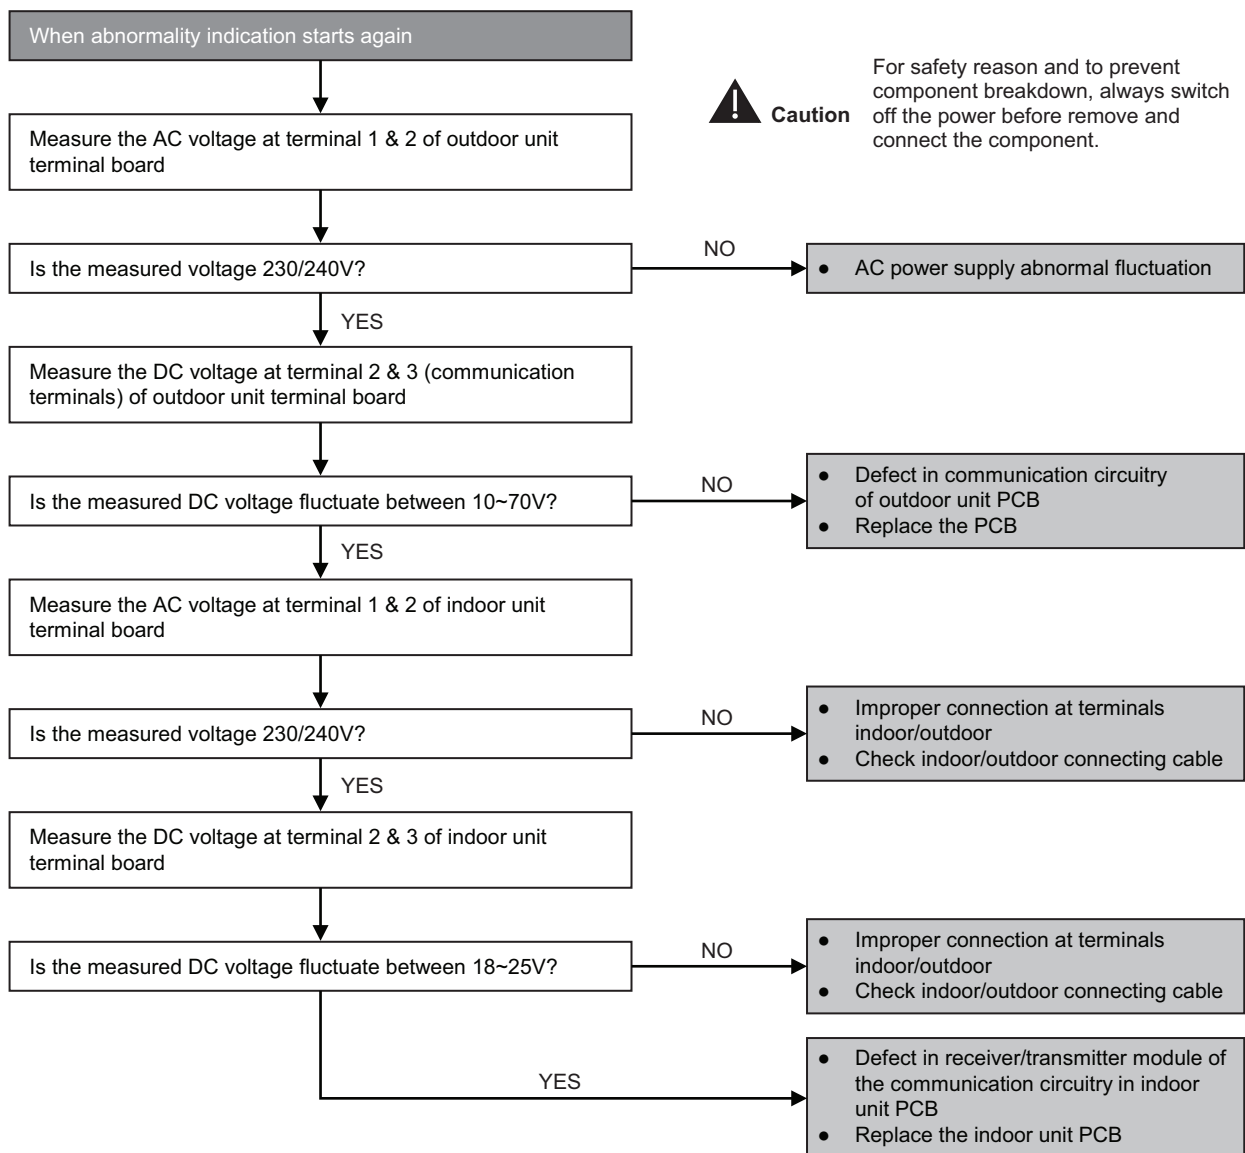 When abnormality indication starts again
For safety reason and to prevent
component breakdown, always switch
off the power before remove and
connect the component.
Caution
Measure the AC voltage at terminal 1 & 2 of outdoor unit
terminal board
Is the measured voltage 230/240V?
NO
● AC power supply abnormal fluctuation
YES
Measure the DC voltage at terminal 2 & 3 (communication
terminals) of outdoor unit terminal board
Is the measured DC voltage fluctuate between 10~70V?
NO
● Defect in communication circuitry
of outdoor unit PCB
● Replace the PCB
YES
Measure the AC voltage at terminal 1 & 2 of indoor unit
terminal board
Is the measured voltage 230/240V?
NO
● Improper connection at terminals
indoor/outdoor
● Check indoor/outdoor connecting cable
YES
Measure the DC voltage at terminal 2 & 3 of indoor unit
terminal board
Is the measured DC voltage fluctuate between 18~25V?
NO
● Improper connection at terminals
indoor/outdoor
● Check indoor/outdoor connecting cable
YES
● Defect in receiver/transmitter module of
the communication circuitry in indoor
unit PCB
● Replace the indoor unit PCB